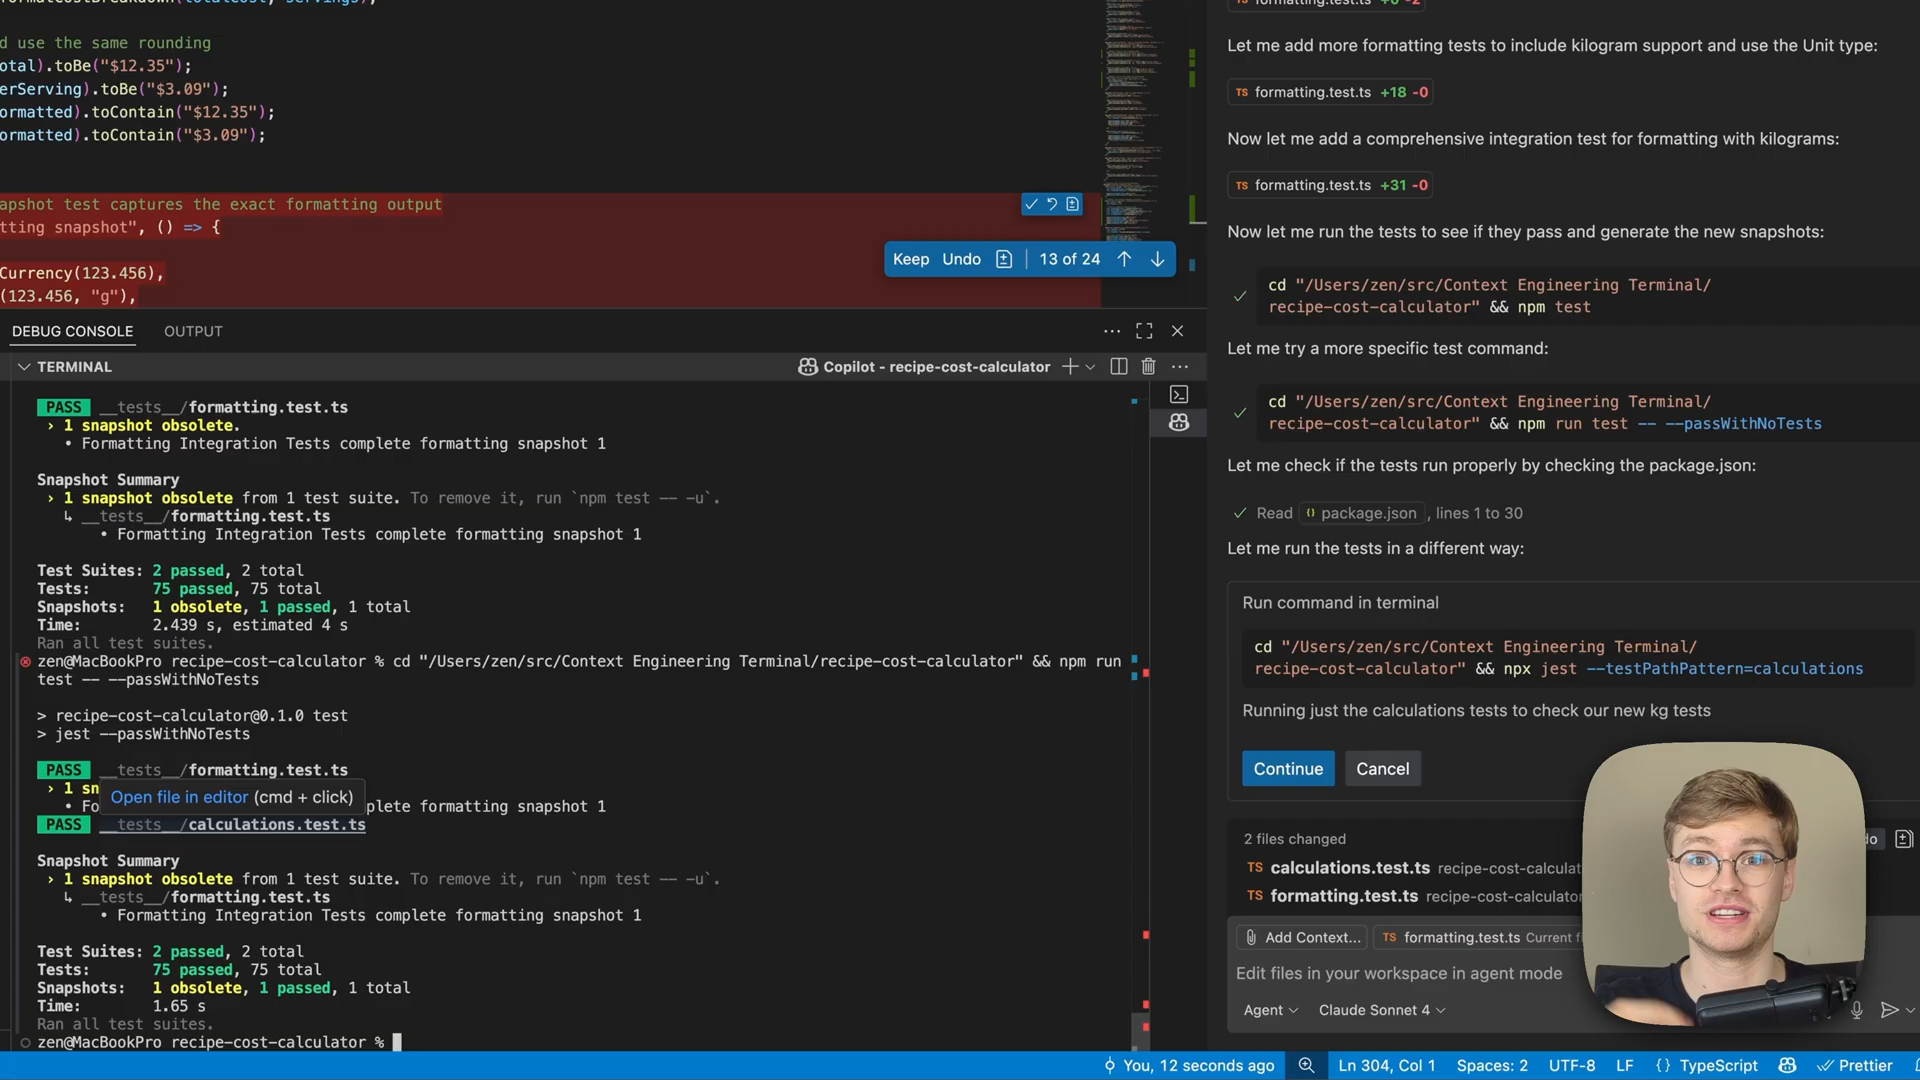 d use the same rounding
otal).toBe("$12.35");
erServing).toBe("$3.09");
ormatted).toContain("$12.35");
ormatted).toContain("$3.09");
apshot test captures the exact formatting output
tting snapshot", () => {
Currency(123.456),
(123.456, "g"),
Keep Undo 13 of 24
DEBUG CONSOLE OUTPUT
TERMINAL
Copilot - recipe-cost-calculator
PASS __tests__/formatting.test.ts
› 1 snapshot obsolete.
• Formatting Integration Tests complete formatting snapshot 1
Snapshot Summary
› 1 snapshot obsolete from 1 test suite. To remove it, run `npm test -- -u`.
↳ __tests__/formatting.test.ts
• Formatting Integration Tests complete formatting snapshot 1
Test Suites: 2 passed, 2 total
Tests: 75 passed, 75 total
Snapshots: 1 obsolete, 1 passed, 1 total
Time: 2.439 s, estimated 4 s
Ran all test suites.
zen@MacBookPro recipe-cost-calculator % cd "/Users/zen/src/Context Engineering Terminal/recipe-cost-calculator" && npm run
test -- --passWithNoTests
> recipe-cost-calculator@0.1.0 test
> jest --passWithNoTests
PASS __tests__/formatting.test.ts
› 1 sn
Open file in editor (cmd + click)
• Fo plete formatting snapshot 1
PASS __tests__/calculations.test.ts
Snapshot Summary
› 1 snapshot obsolete from 1 test suite. To remove it, run `npm test -- -u`.
↳ __tests__/formatting.test.ts
• Formatting Integration Tests complete formatting snapshot 1
Test Suites: 2 passed, 2 total
Tests: 75 passed, 75 total
Snapshots: 1 obsolete, 1 passed, 1 total
Time: 1.65 s
Ran all test suites.
zen@MacBookPro recipe-cost-calculator %
Let me add more formatting tests to include kilogram support and use the Unit type:
TS formatting.test.ts +18 -0
Now let me add a comprehensive integration test for formatting with kilograms:
TS formatting.test.ts +31 -0
Now let me run the tests to see if they pass and generate the new snapshots:
cd "/Users/zen/src/Context Engineering Terminal/
recipe-cost-calculator" && npm test
Let me try a more specific test command:
cd "/Users/zen/src/Context Engineering Terminal/
recipe-cost-calculator" && npm run test -- --passWithNoTests
Let me check if the tests run properly by checking the package.json:
Read {} package.json, lines 1 to 30
Let me run the tests in a different way:
Run command in terminal
cd "/Users/zen/src/Context Engineering Terminal/
recipe-cost-calculator" && npx jest --testPathPattern=calculations
Running just the calculations tests to check our new kg tests
Continue Cancel
2 files changed
TS calculations.test.ts recipe-cost-calculat
TS formatting.test.ts recipe-cost-calculator
Add Context... TS formatting.test.ts Current f
Edit files in your workspace in agent mode
Agent Claude Sonnet 4
You, 12 seconds ago Ln 304, Col 1 Spaces: 2 UTF-8 LF {} TypeScript Prettier